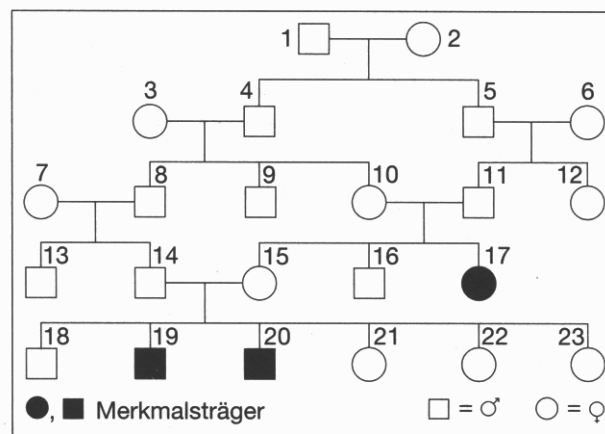 1 2
3 4 5 6
7 8 9 10 11 12
13 14 15 16 17
18 19 20 21 22 23
●, ■ Merkmalsträger □ = ♂ ○ = ♀